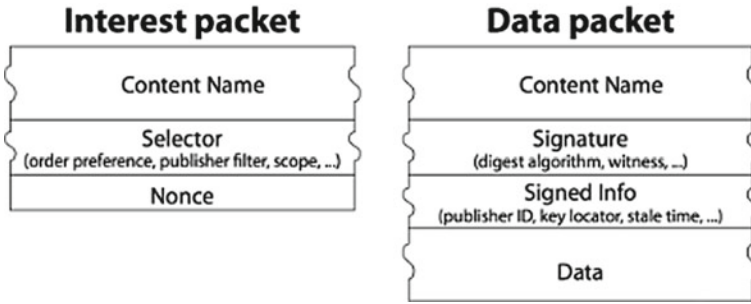 Interest packet
Content Name
Selector
(order preference, publisher filter, scope, ...)
Nonce
Data packet
Content Name
Signature
(digest algorithm, witness, ...)
Signed Info
(publisher ID, key locator, stale time, ...)
Data